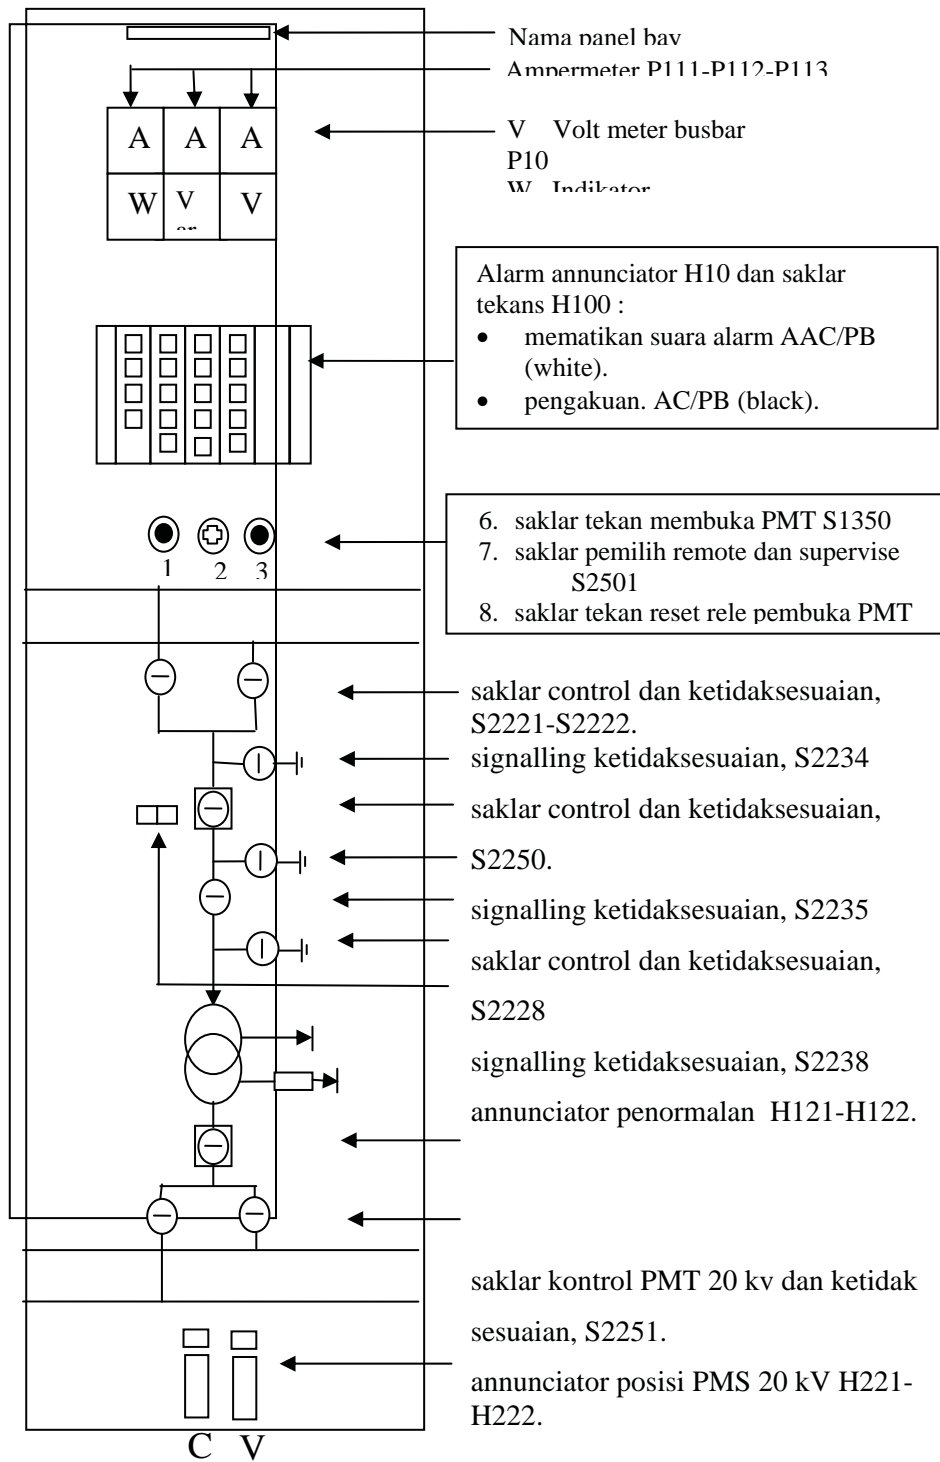 Nama panel bay
Ampermeter P111-P112-P113
A A A
V Volt meter busbar
P10
W Indikator
W V V
ar
Alarm annunciator H10 dan saklar
tekans H100 :
• mematikan suara alarm AAC/PB
(white).
• pengakuan. AC/PB (black).
6. saklar tekan membuka PMT S1350
7. saklar pemilih remote dan supervise
S2501
8. saklar tekan reset rele pembuka PMT
1 2 3
saklar control dan ketidaksesuaian,
S2221-S2222.
signalling ketidaksesuaian, S2234
saklar control dan ketidaksesuaian,
S2250.
signalling ketidaksesuaian, S2235
saklar control dan ketidaksesuaian,
S2228
signalling ketidaksesuaian, S2238
annunciator penormalan H121-H122.
saklar kontrol PMT 20 kv dan ketidak
sesuaian, S2251.
annunciator posisi PMS 20 kV H221-
H222.
C V